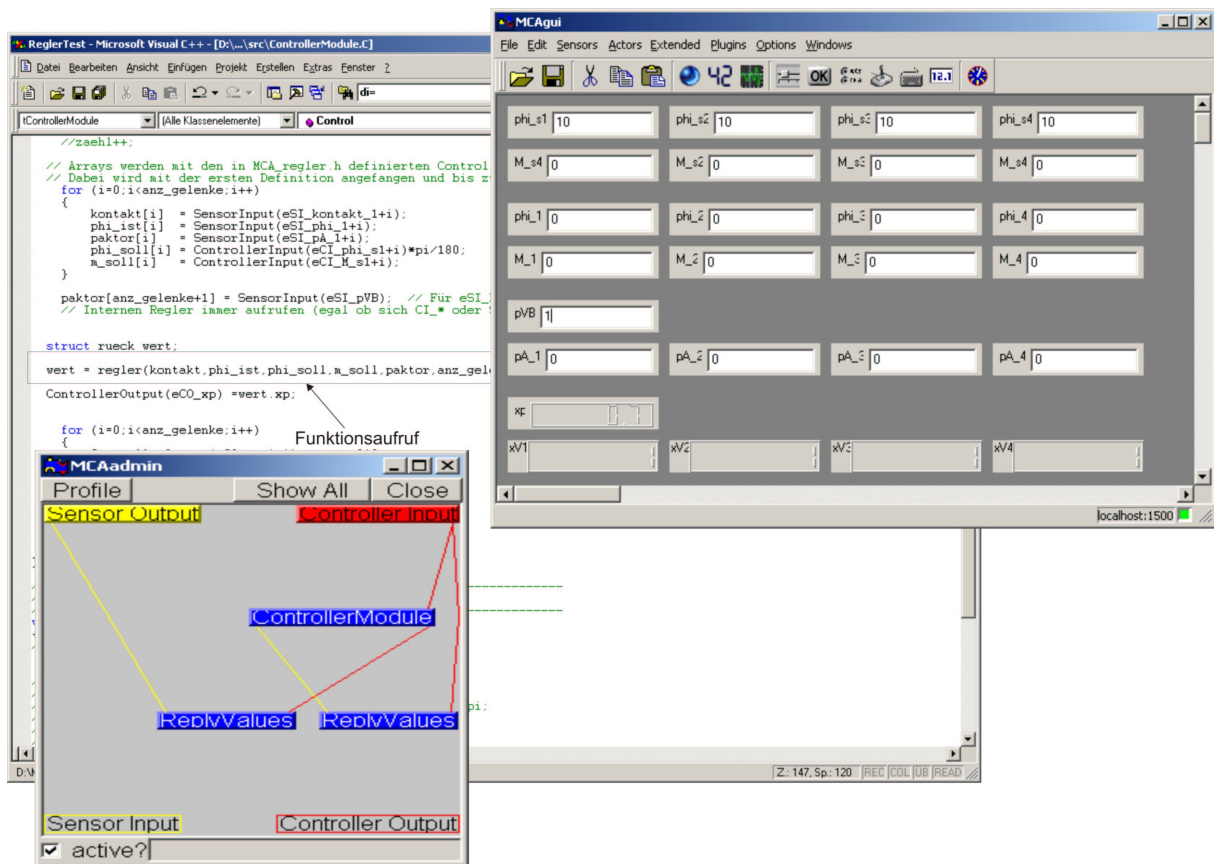 ReglerTest - Microsoft Visual C++ - [D:\...\src\ControllerModule.C]
Datei Bearbeiten Ansicht Einfügen Projekt Erstellen Extras Fenster ?
di=
tControllerModule (Alle Klassenelemente) Control
//zaehl++;
// Arrays werden mit den in MCA_regler.h definierten Control
// Dabei wird mit der ersten Definition angefangen und bis
for (i=0;i<anz_gelenke;i++)
{
kontakt[i] = SensorInput(eSI_kontakt_1+i);
phi_ist[i] = SensorInput(eSI_phi_1+i);
paktor[i] = SensorInput(eSI_pA_1+i);
phi_soll[i] = ControllerInput(eCI_phi_s1+i)*pi/180;
m_soll[i] = ControllerInput(eCI_M_s1+i);
}
paktor[anz_gelenke+1] = SensorInput(eSI_pVB); // Für
// Internen Regler immer aufrufen (egal ob sich CI_* oder
struct rueck wert;
wert = regler(kontakt,phi_ist,phi_soll,m_soll,paktor,
ControllerOutput(eCO_xp) =wert.xp;
for (i=0;i<anz_gelenke;i++)
{
Funktionsaufruf
pi;
D:\
Z.: 147, Sp.: 120 REC COL ÜB READ
MCAgui
File Edit Sensors Actors Extended Plugins Options Windows
42 OK 12.1
phi_s1 10 phi_s2 10 phi_s3 10 phi_s4 10
M_s4 0 M_s2 0 M_s3 0 M_s4 0
phi_1 0 phi_2 0 phi_3 0 phi_4 0
M_1 0 M_2 0 M_3 0 M_4 0
pVB 1
pA_1 0 pA_2 0 pA_3 0 pA_4 0
xp 0.7
xV1 xV2 xV3 xV4
localhost:1500
MCAadmin
Profile Show All Close
Sensor Output Controller Input
ControllerModule
ReplyValues ReplyValues
Sensor Input Controller Output
active?